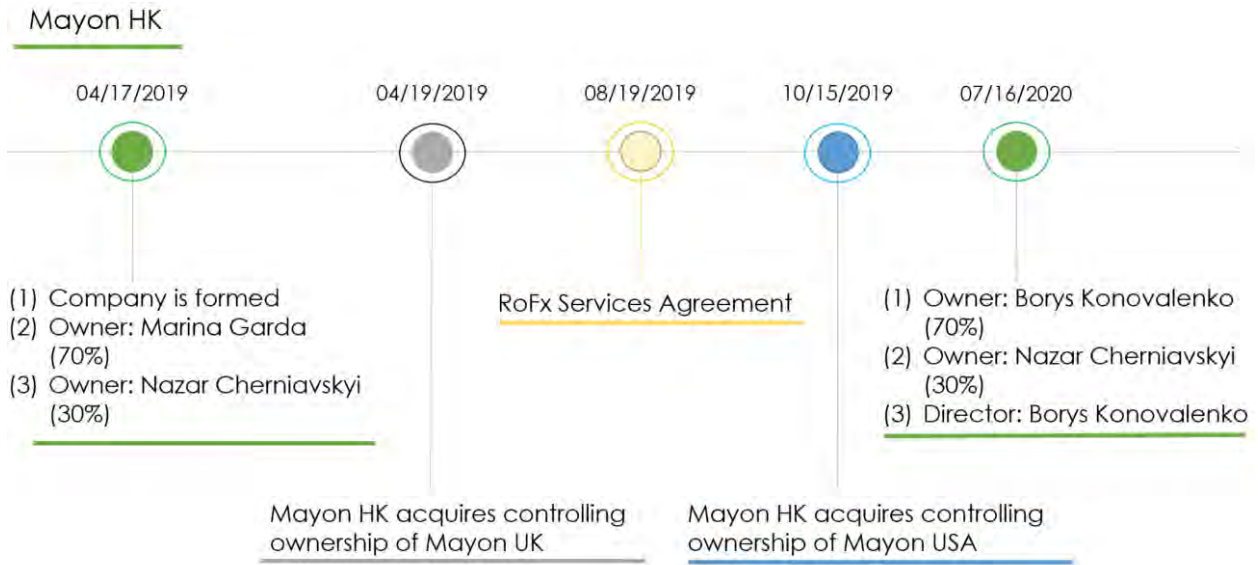 Mayon HK
04/17/2019
04/19/2019
08/19/2019
10/15/2019
07/16/2020
(1) Company is formed
(2) Owner: Marina Garda
(70%)
(3) Owner: Nazar Cherniavskyi
(30%)
RoFx Services Agreement
(1) Owner: Borys Konovalenko
(70%)
(2) Owner: Nazar Cherniavskyi
(30%)
(3) Director: Borys Konovalenko
Mayon HK acquires controlling
ownership of Mayon UK
Mayon HK acquires controlling
ownership of Mayon USA